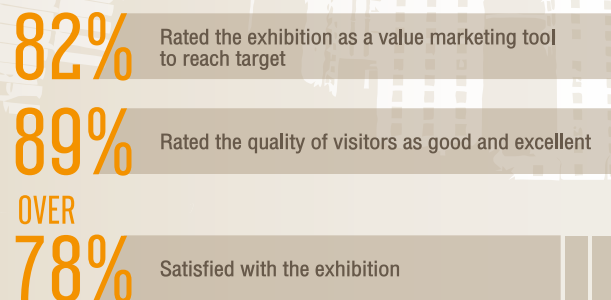 82%
Rated the exhibition as a value marketing tool
to reach target
89%
Rated the quality of visitors as good and excellent
OVER
78%
Satisfied with the exhibition